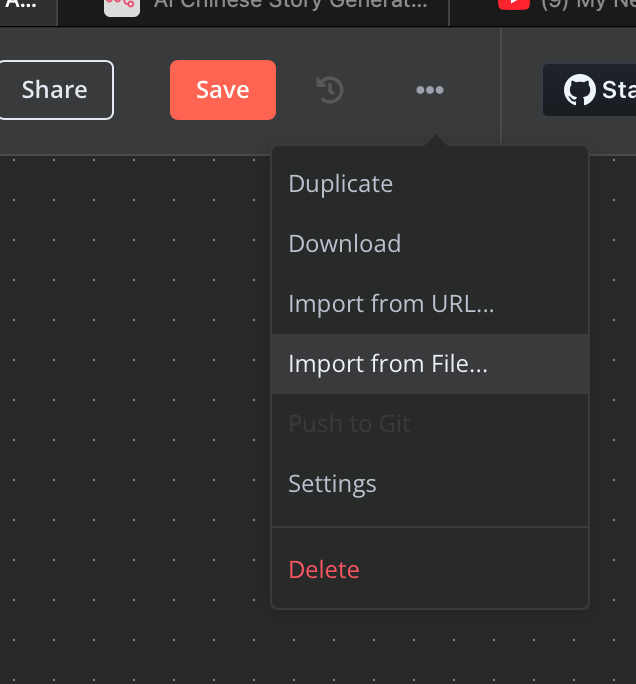 A...
AI Chinese Story Generat...
(9) My Ne
Share
Save
Sta
Duplicate
Download
Import from URL...
Import from File...
Push to Git
Settings
Delete